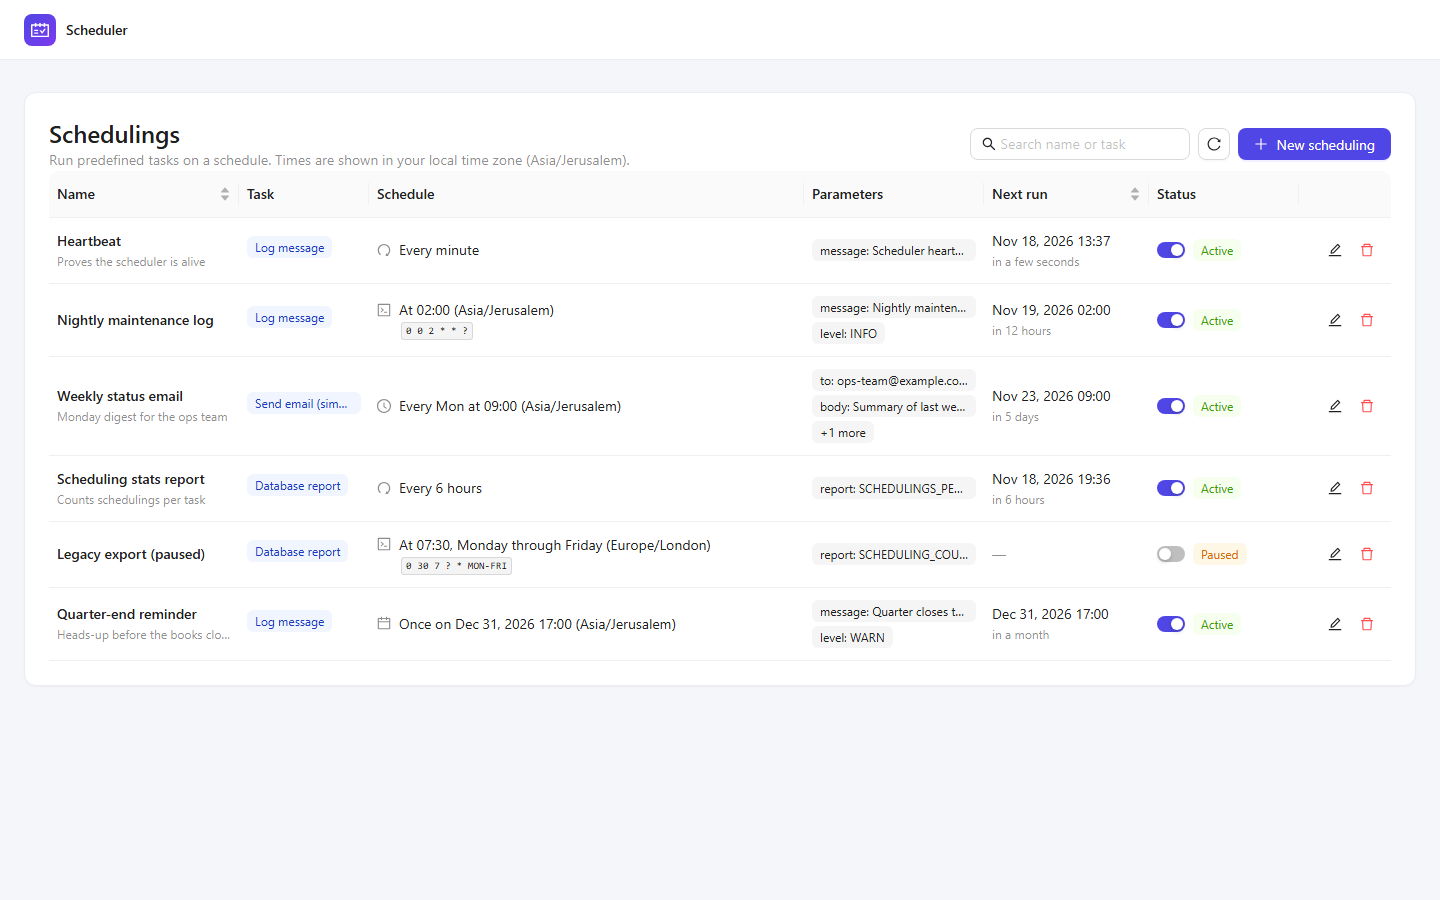 Scheduler
Schedulings
Run predefined tasks on a schedule. Times are shown in your local time zone (Asia/Jerusalem).
Search name or task
New scheduling
Name Task Schedule Parameters Next run Status
Heartbeat
Proves the scheduler is alive
Log message
Every minute
message: Scheduler heart...
Nov 18, 2026 13:37
in a few seconds
Active
Nightly maintenance log
Log message
At 02:00 (Asia/Jerusalem)
0 0 2 * * ?
message: Nightly mainten...
level: INFO
Nov 19, 2026 02:00
in 12 hours
Active
Weekly status email
Monday digest for the ops team
Send email (sim...
Every Mon at 09:00 (Asia/Jerusalem)
to: ops-team@example.co...
body: Summary of last we...
+1 more
Nov 23, 2026 09:00
in 5 days
Active
Scheduling stats report
Counts schedulings per task
Database report
Every 6 hours
report: SCHEDULINGS_PE...
Nov 18, 2026 19:36
in 6 hours
Active
Legacy export (paused)
Database report
At 07:30, Monday through Friday (Europe/London)
0 30 7 ? * MON-FRI
report: SCHEDULING_COU...
—
Paused
Quarter-end reminder
Heads-up before the books clo...
Log message
Once on Dec 31, 2026 17:00 (Asia/Jerusalem)
message: Quarter closes t...
level: WARN
Dec 31, 2026 17:00
in a month
Active